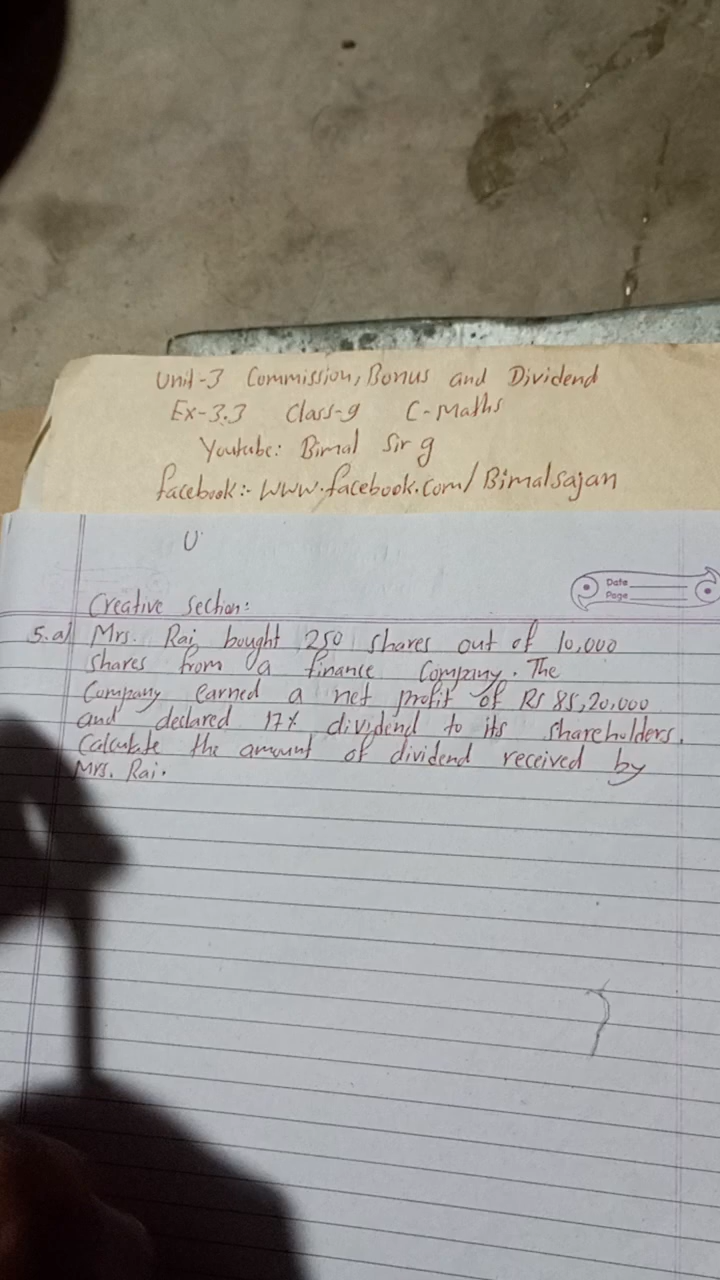 Unit-3 Commission, Bonus and Dividend
Ex-3.3 Class-9 C-Maths
Youtube: Bimal Sir g
facebook:- www.facebook.com/Bimalsajan
U
Date
Page
Creative section:
5.a) Mrs. Rai bought 250 shares out of 10,000
shares from a finance Company. The
Company earned a net profit of RS 85,20,000
and declared 17% dividend to its shareholders.
Calculate the amount of dividend received by
Mrs. Rai.